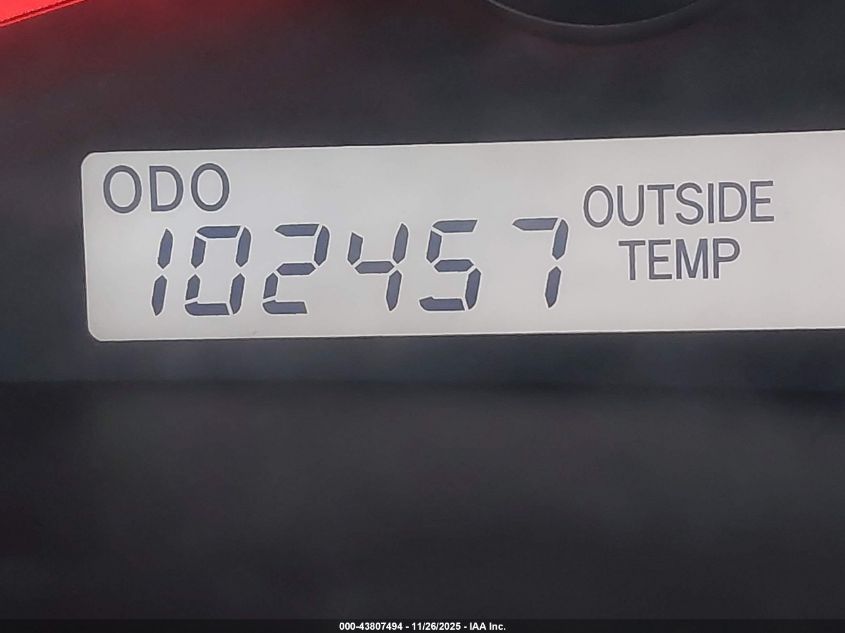 ODO
102457
OUTSIDE
TEMP
000-43807494 - 11/26/2025 - IAA Inc.